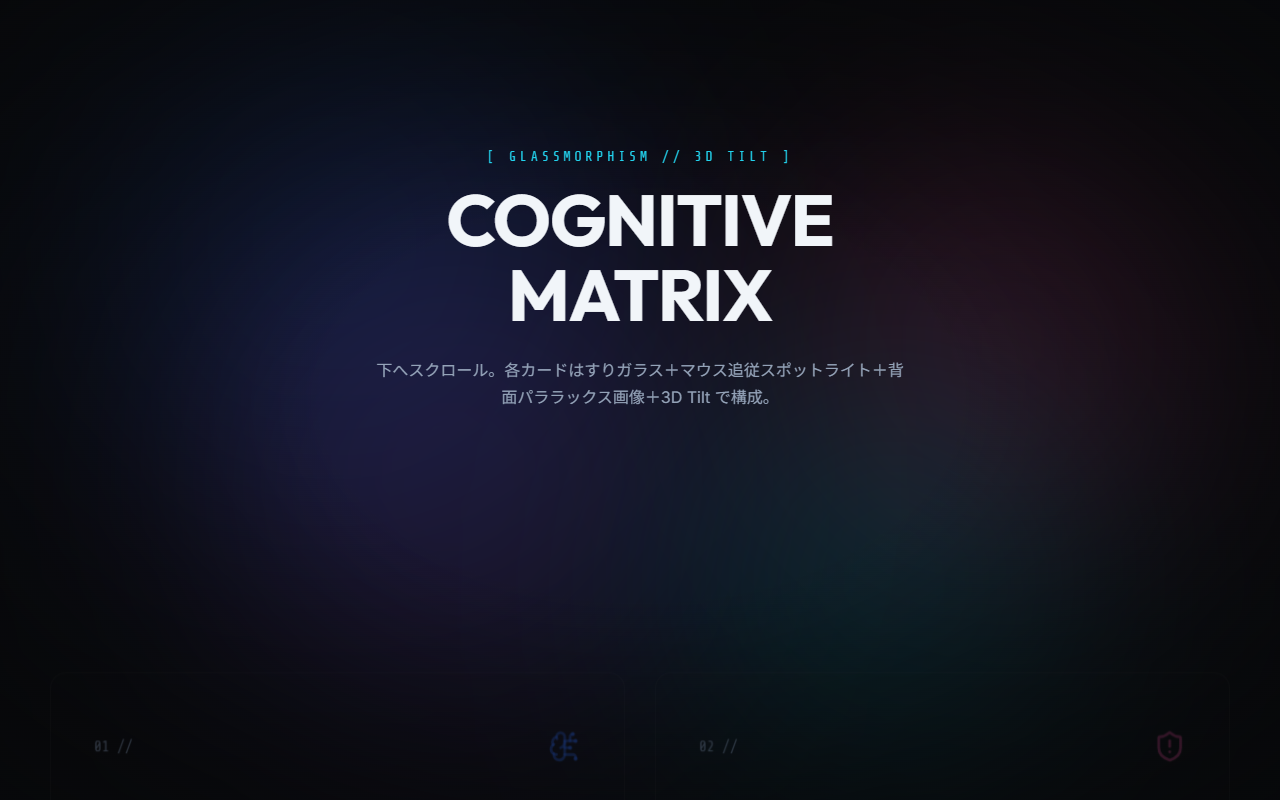 [ GLASSMORPHISM // 3D TILT ]
COGNITIVE
MATRIX
下へスクロール。各カードはすりガラス＋マウス追従スポットライト＋背
面パララックス画像＋3D Tilt で構成。
01 //
02 //